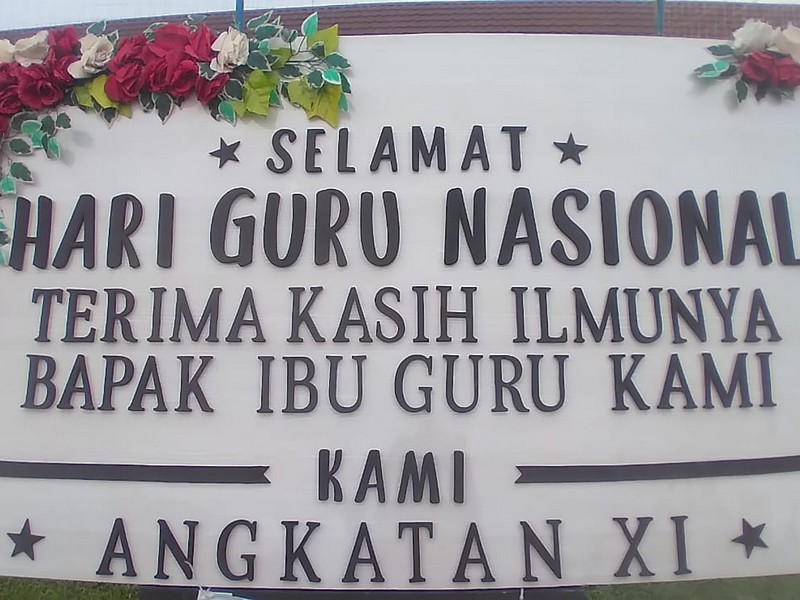 SELAMAT
HARI GURU NASIONAL
TERIMA KASIH ILMUNYA
BAPAK IBU GURU KAMI
KAMI
ANGKATAN XI